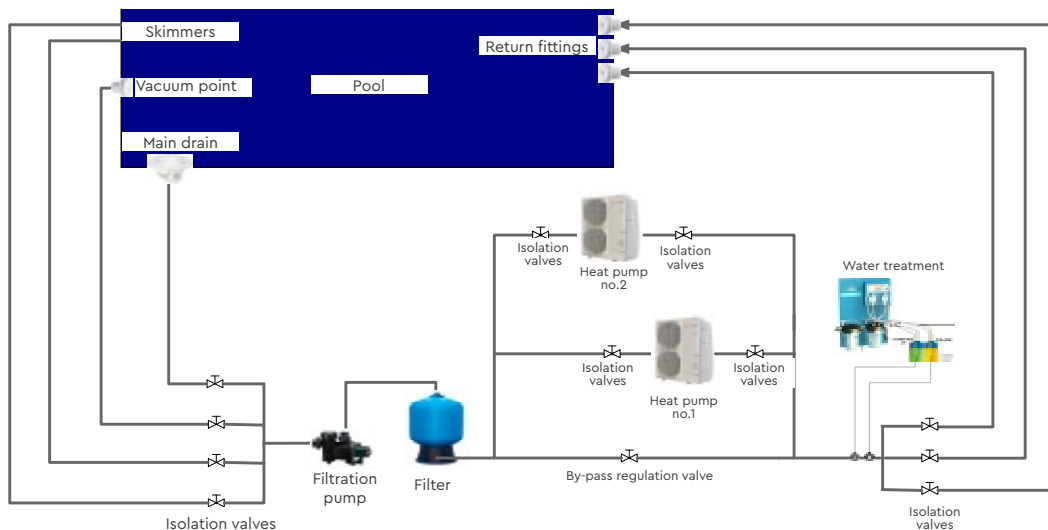 Skimmers
Return fittings
Vacuum point
Pool
Main drain
Isolation
valves
Heat pump
no.2
Isolation
valves
Water treatment
Isolation
valves
Heat pump
no.1
Isolation
valves
Filtration
pump
Filter
By-pass regulation valve
Isolation valves
Isolation
valves